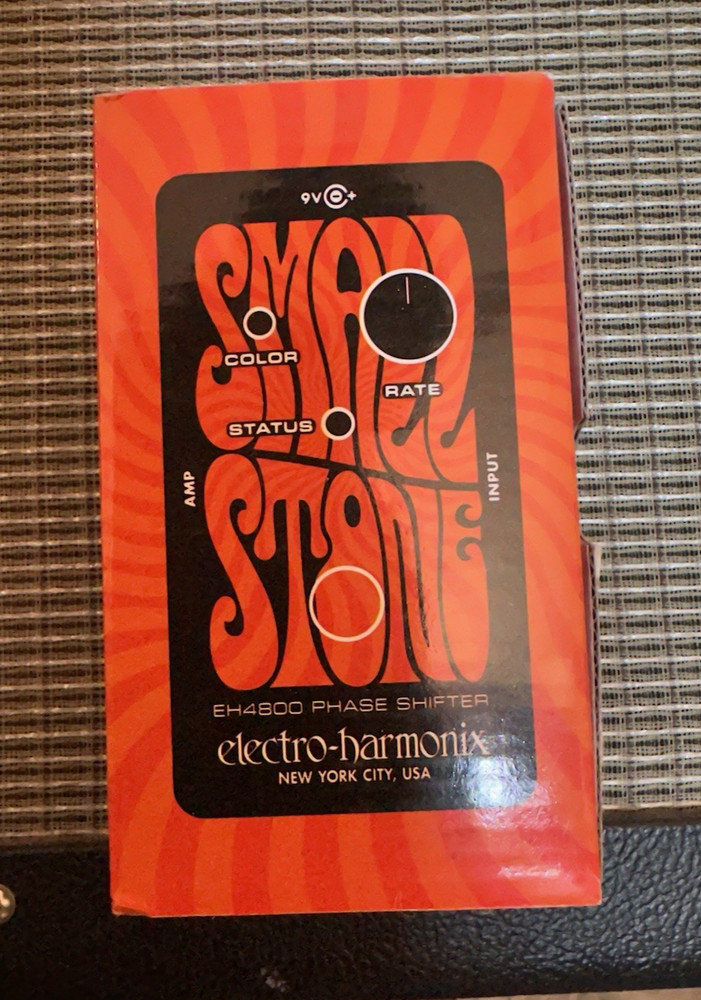 9V +
SMALL
COLOR
RATE
STATUS
AMP
INPUT
STONE
EH4800 PHASE SHIFTER
electro-harmonix
NEW YORK CITY, USA